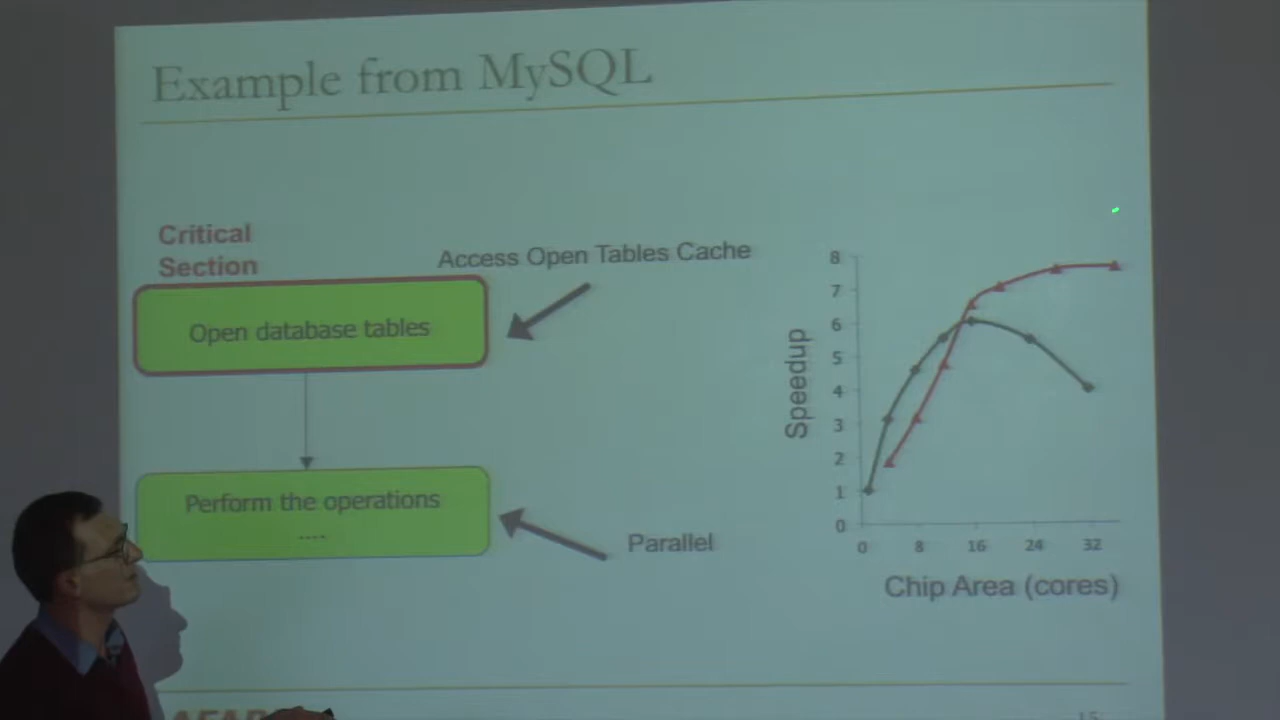 Example from MySQL
Critical
Section
Access Open Tables Cache
Open database tables
Perform the operations
....
Parallel
Speedup
8
7
6
5
4
3
2
1
0
0 8 16 24 32
Chip Area (cores)